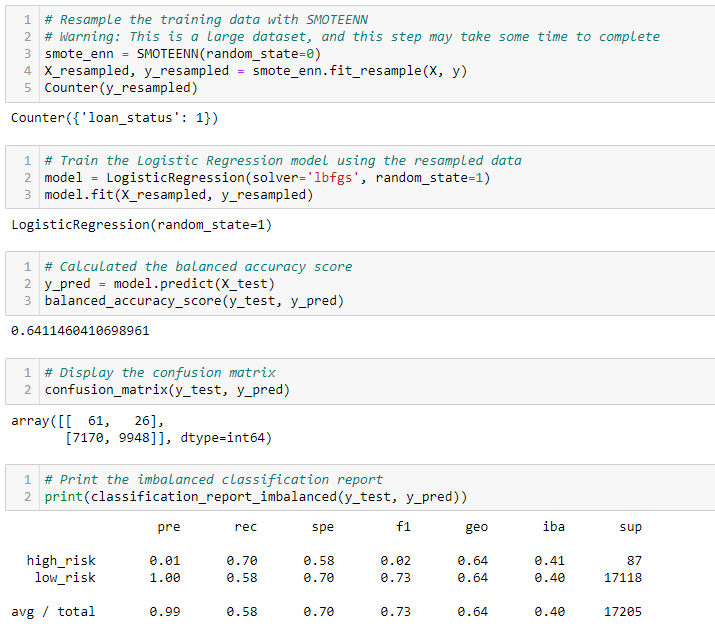 1 # Resample the training data with SMOTEENN
2 # Warning: This is a large dataset, and this step may take some time to complete
3 smote_enn = SMOTEENN(random_state=0)
4 X_resampled, y_resampled = smote_enn.fit_resample(X, y)
5 Counter(y_resampled)
Counter({'loan_status': 1})
1 # Train the Logistic Regression model using the resampled data
2 model = LogisticRegression(solver='lbfgs', random_state=1)
3 model.fit(X_resampled, y_resampled)
LogisticRegression(random_state=1)
1 # Calculated the balanced accuracy score
2 y_pred = model.predict(X_test)
3 balanced_accuracy_score(y_test, y_pred)
0.6411460410698961
1 # Display the confusion matrix
2 confusion_matrix(y_test, y_pred)
array([[ 61, 26],
[7170, 9948]], dtype=int64)
1 # Print the imbalanced classification report
2 print(classification_report_imbalanced(y_test, y_pred))
pre rec spe f1 geo iba sup
high_risk 0.01 0.70 0.58 0.02 0.64 0.41 87
low_risk 1.00 0.58 0.70 0.73 0.64 0.40 17118
avg / total 0.99 0.58 0.70 0.73 0.64 0.40 17205